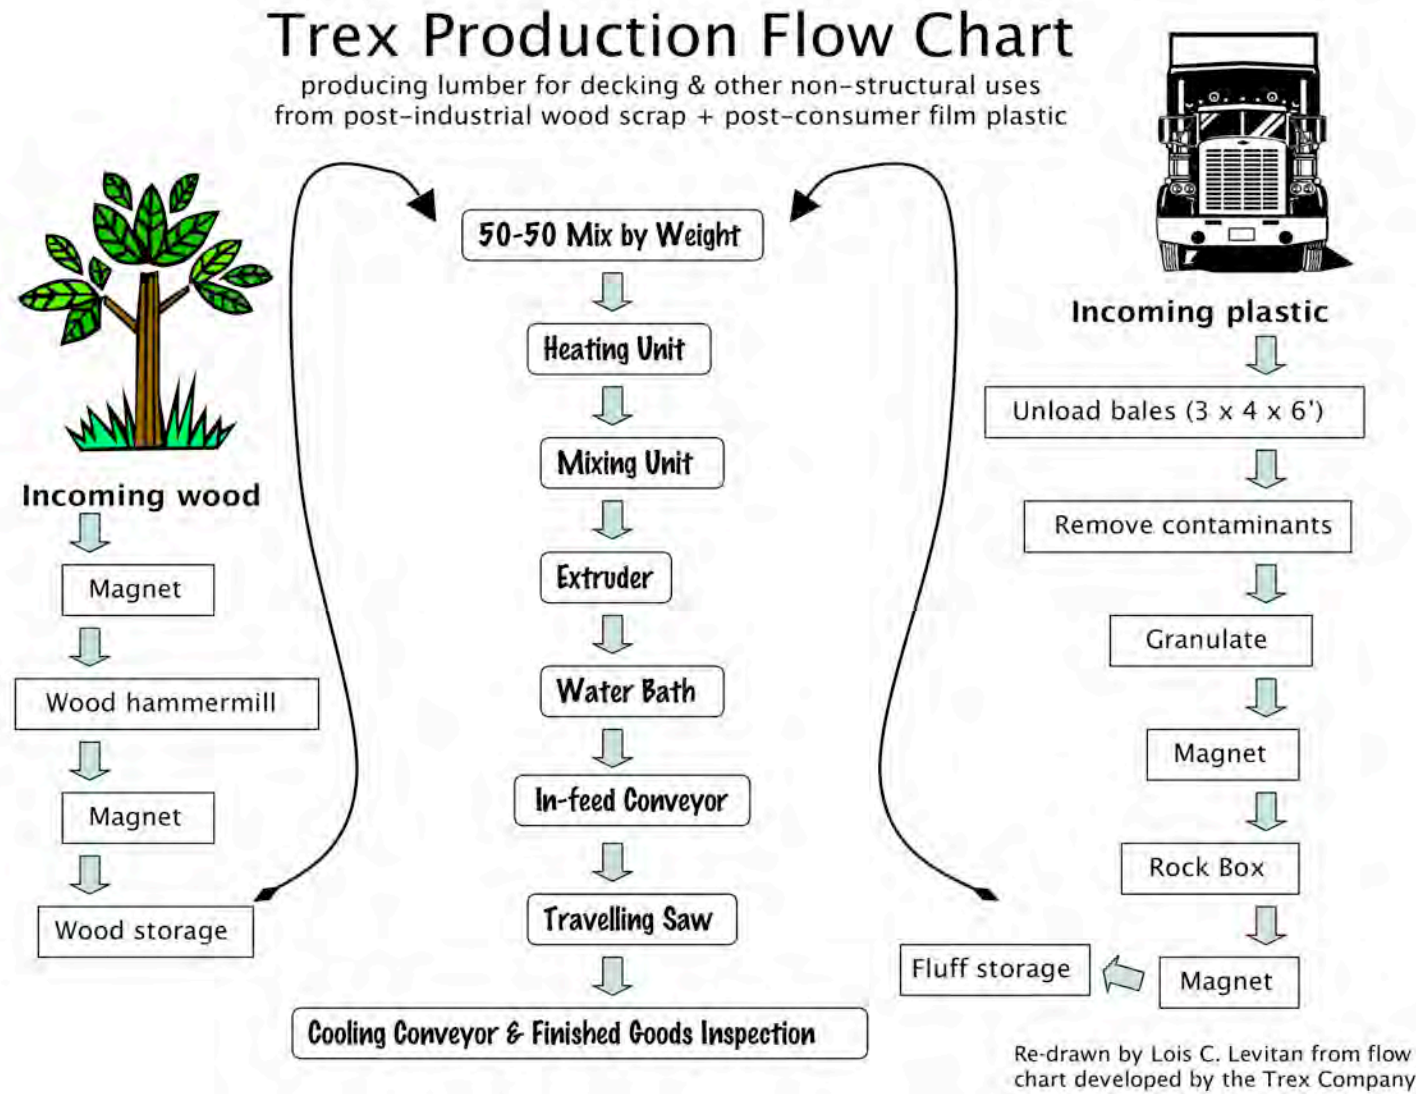 Trex Production Flow Chart
producing lumber for decking & other non-structural uses
from post-industrial wood scrap + post-consumer film plastic
Incoming wood
Magnet
Wood hammermill
Magnet
Wood storage
50-50 Mix by Weight
Heating Unit
Mixing Unit
Extruder
Water Bath
In-feed Conveyor
Travelling Saw
Cooling Conveyor & Finished Goods Inspection
Incoming plastic
Unload bales (3 x 4 x 6')
Remove contaminants
Granulate
Magnet
Rock Box
Magnet
Fluff storage
Re-drawn by Lois C. Levitan from flow
chart developed by the Trex Company